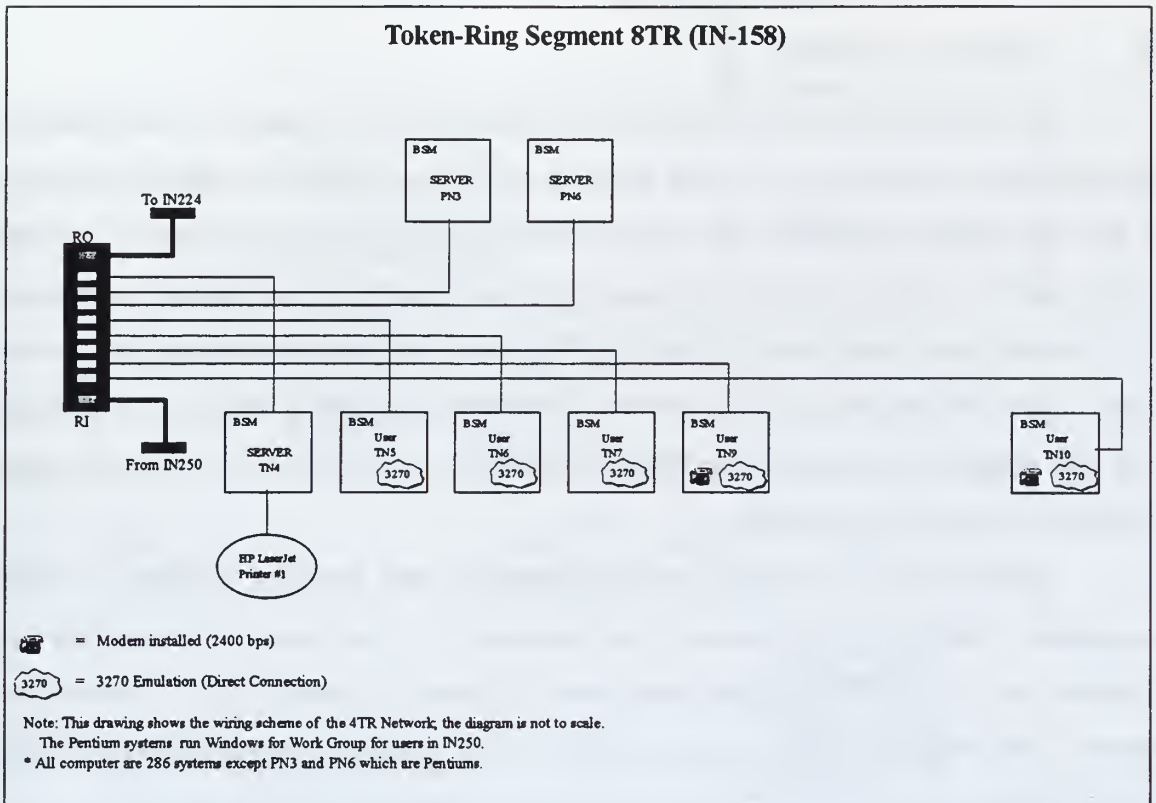 Token-Ring Segment 8TR (IN-158)
BSM
SERVER
PN3
BSM
SERVER
PN6
To IN224
RO
RI
From IN250
BSM
SERVER
TN4
BSM
User
TN5
3270
BSM
User
TN6
3270
BSM
User
TN7
3270
BSM
User
TN9
3270
BSM
User
TN10
3270
HP LaserJet
Printer #1
= Modem installed (2400 bps)
3270 = 3270 Emulation (Direct Connection)
Note: This drawing shows the wiring scheme of the 4TR Network, the diagram is not to scale.
The Pentium systems run Windows for Work Group for users in IN250.
* All computer are 286 systems except PN3 and PN6 which are Pentiums.